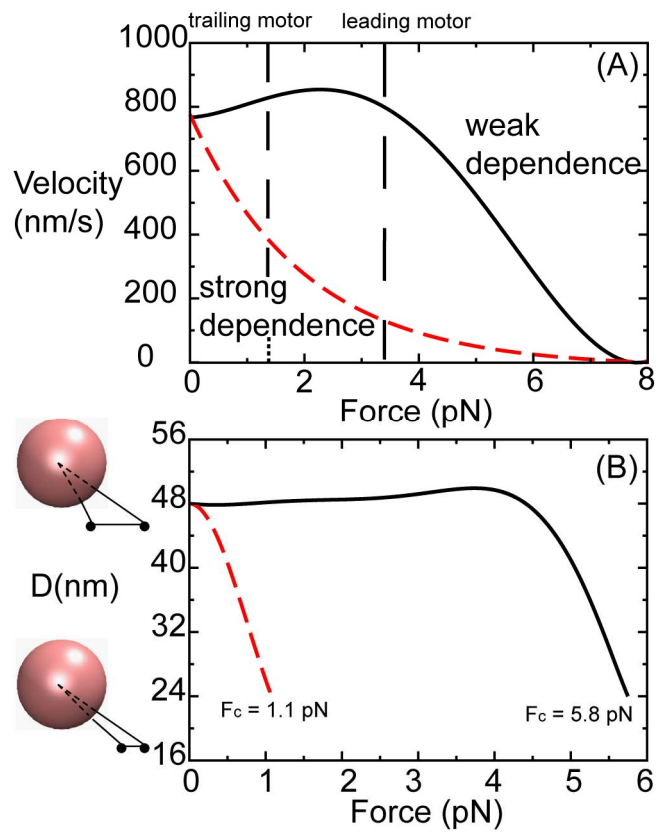 trailing motor leading motor
1000
(A)
800
weak
dependence
600
Velocity
(nm/s)
400
strong
dependence
200
0
0 2 4 6 8
Force (pN)
56
(B)
48
40
D(nm)
32
24
Fc = 1.1 pN Fc = 5.8 pN
16
0 1 2 3 4 5 6
Force (pN)